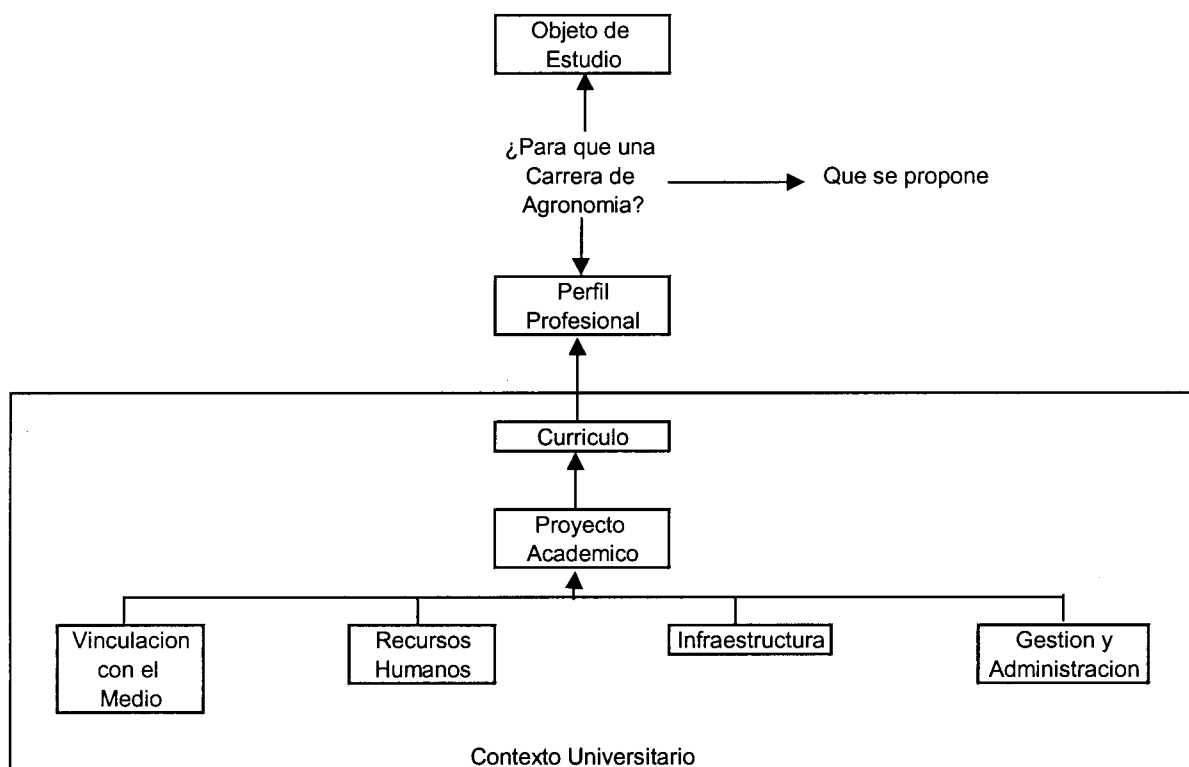 Objeto de
Estudio
¿Para que una
Carrera de
Agronomia?
Que se propone
Perfil
Profesional
Curriculo
Proyecto
Academico
Vinculacion
con el
Medio
Recursos
Humanos
Infraestructura
Gestion y
Administracion
Contexto Universitario